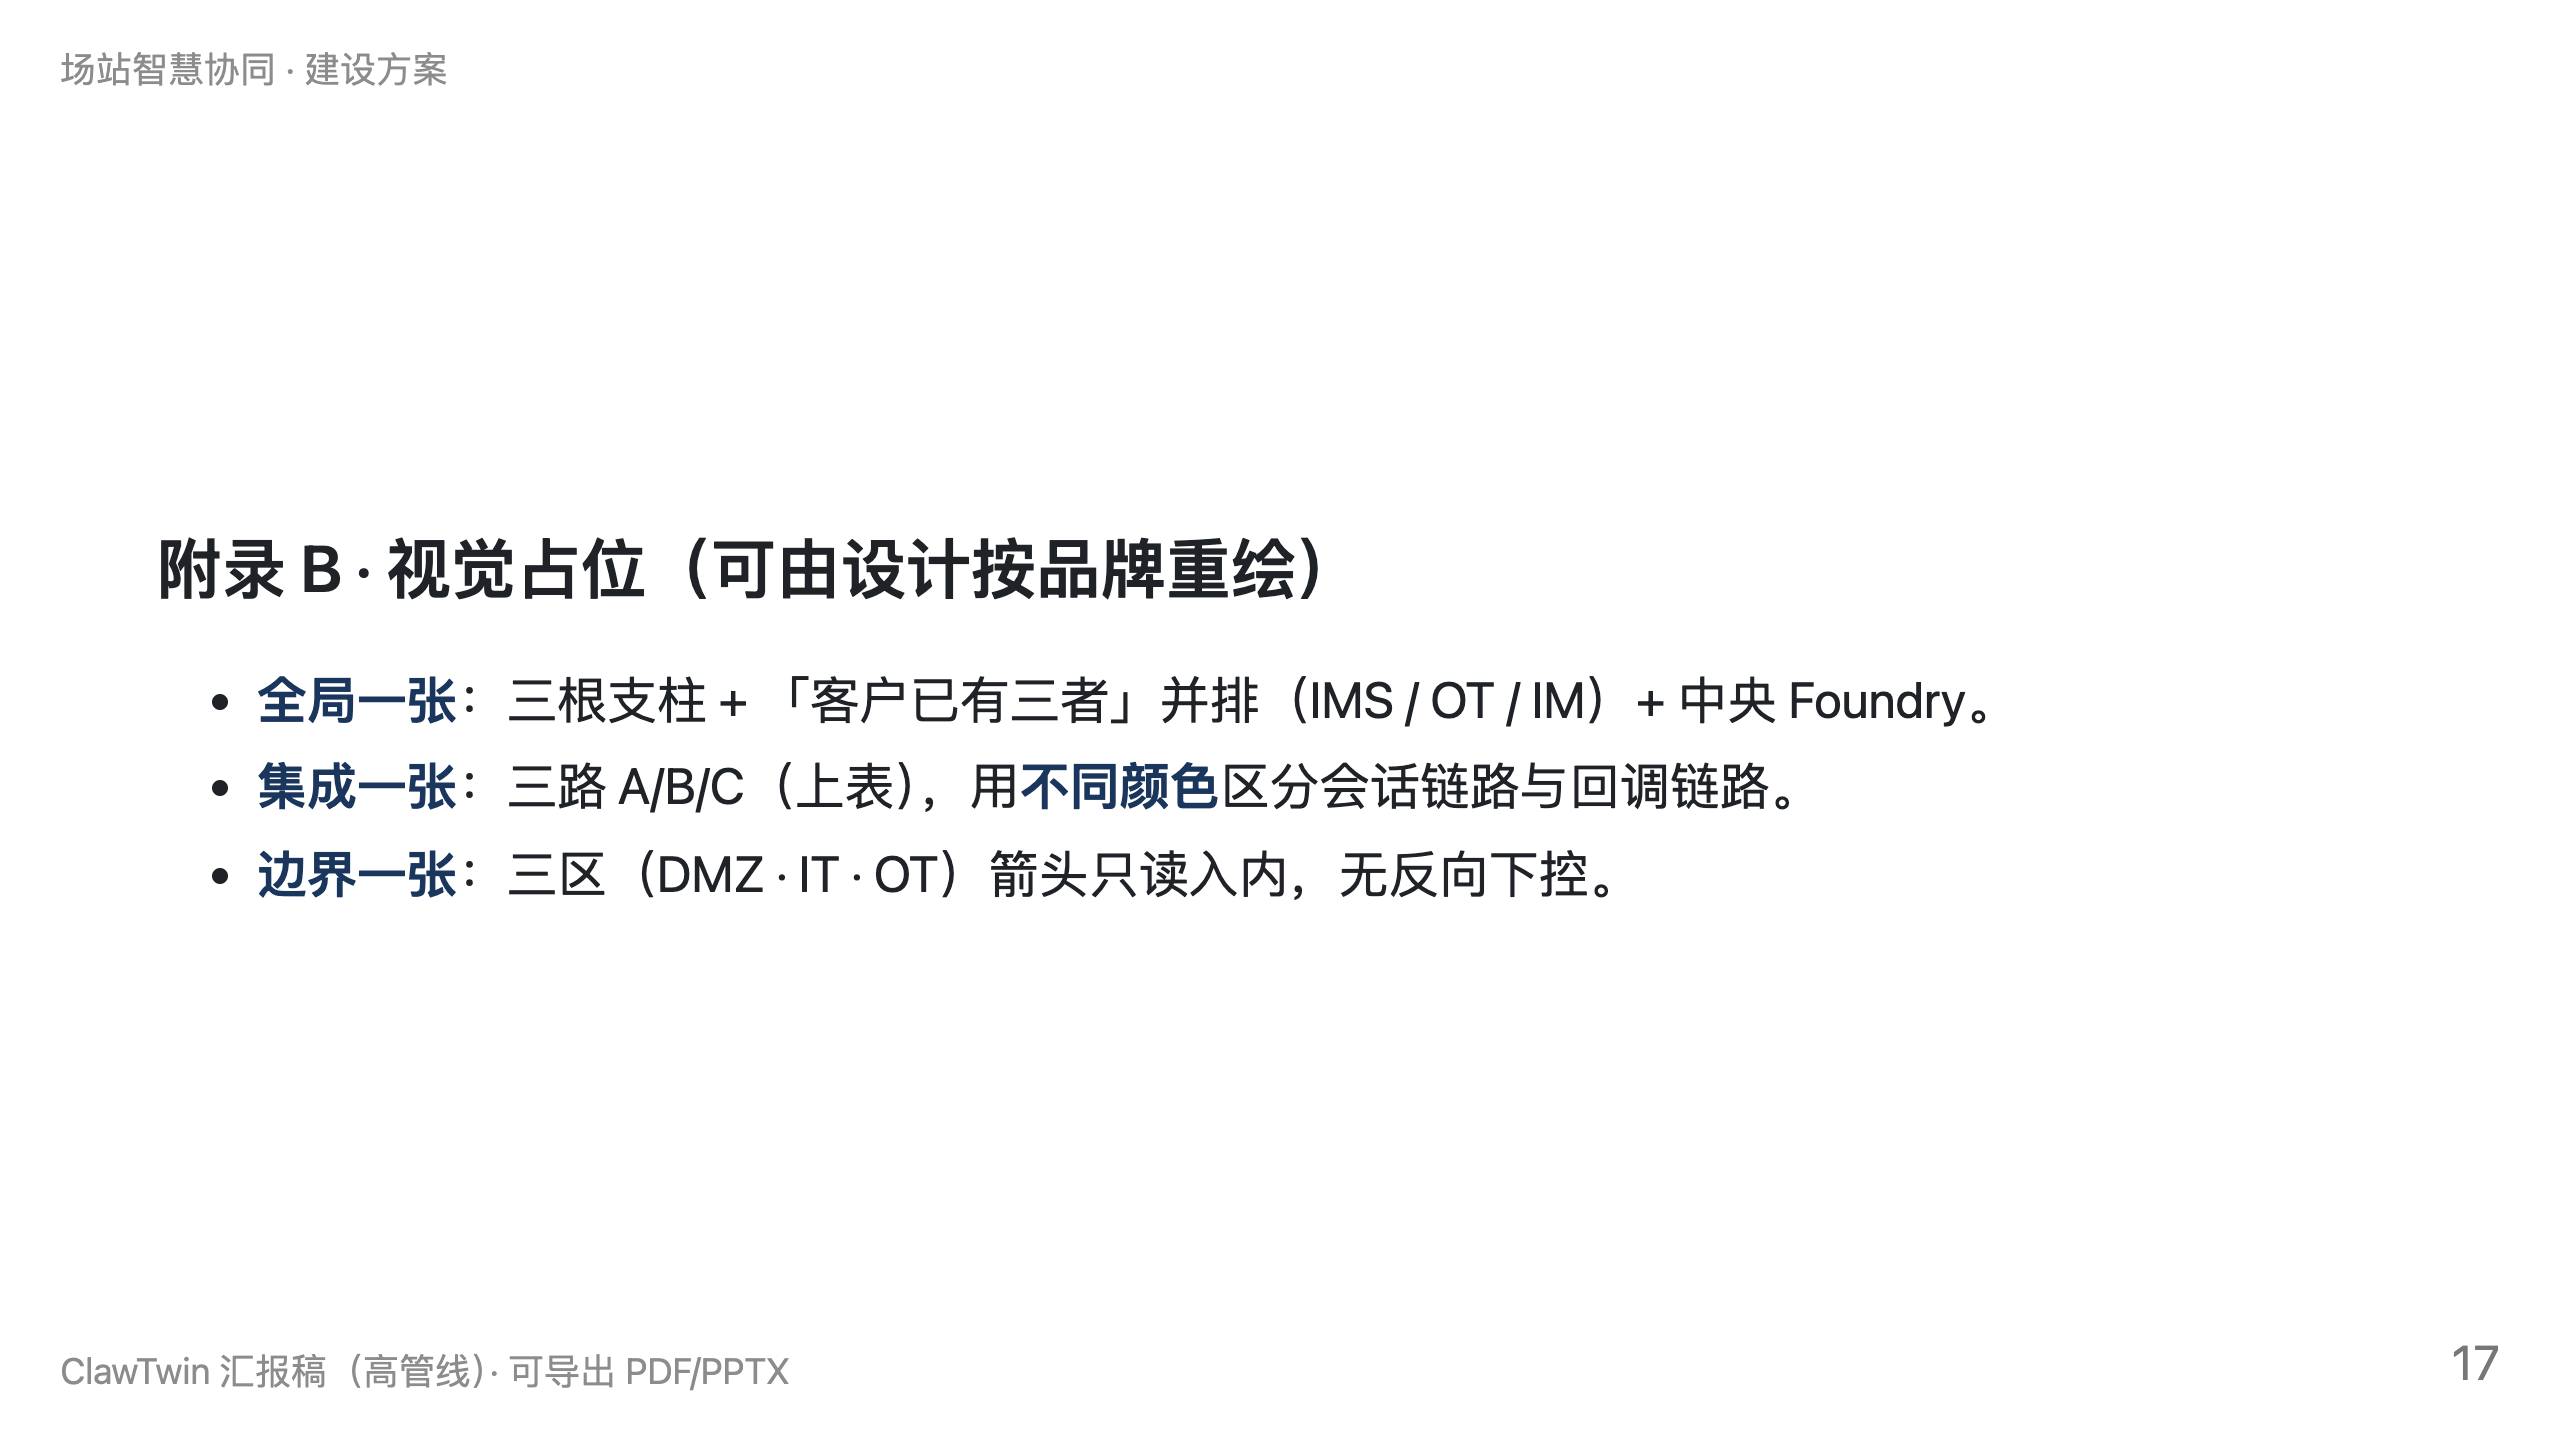 场站智慧协同 · 建设方案
附录 B · 视觉占位（可由设计按品牌重绘）
• 全局一张：三根支柱 + 「客户已有三者」并排（IMS / OT / IM）+ 中央 Foundry。
• 集成一张：三路 A/B/C（上表），用不同颜色区分会话链路与回调链路。
• 边界一张：三区（DMZ · IT · OT）箭头只读入内，无反向下控。
ClawTwin 汇报稿（高管线）· 可导出 PDF/PPTX
17